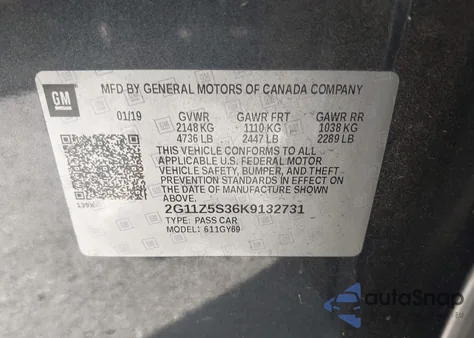 GM
MFD BY GENERAL MOTORS OF CANADA COMPANY
01/19 GVWR GAWR FRT GAWR RR
2148 KG 1110 KG 1038 KG
4736 LB 2447 LB 2289 LB
THIS VEHICLE CONFORMS TO ALL
APPLICABLE U.S. FEDERAL MOTOR
VEHICLE SAFETY, BUMPER, AND THEFT
PREVENTION STANDARDS IN EFFECT ON
THE DATE OF MANUFACTURE SHOWN
ABOVE.
2G11Z5S36K9132731
TYPE: PASS CAR
MODEL: 611GY69
autoSnap